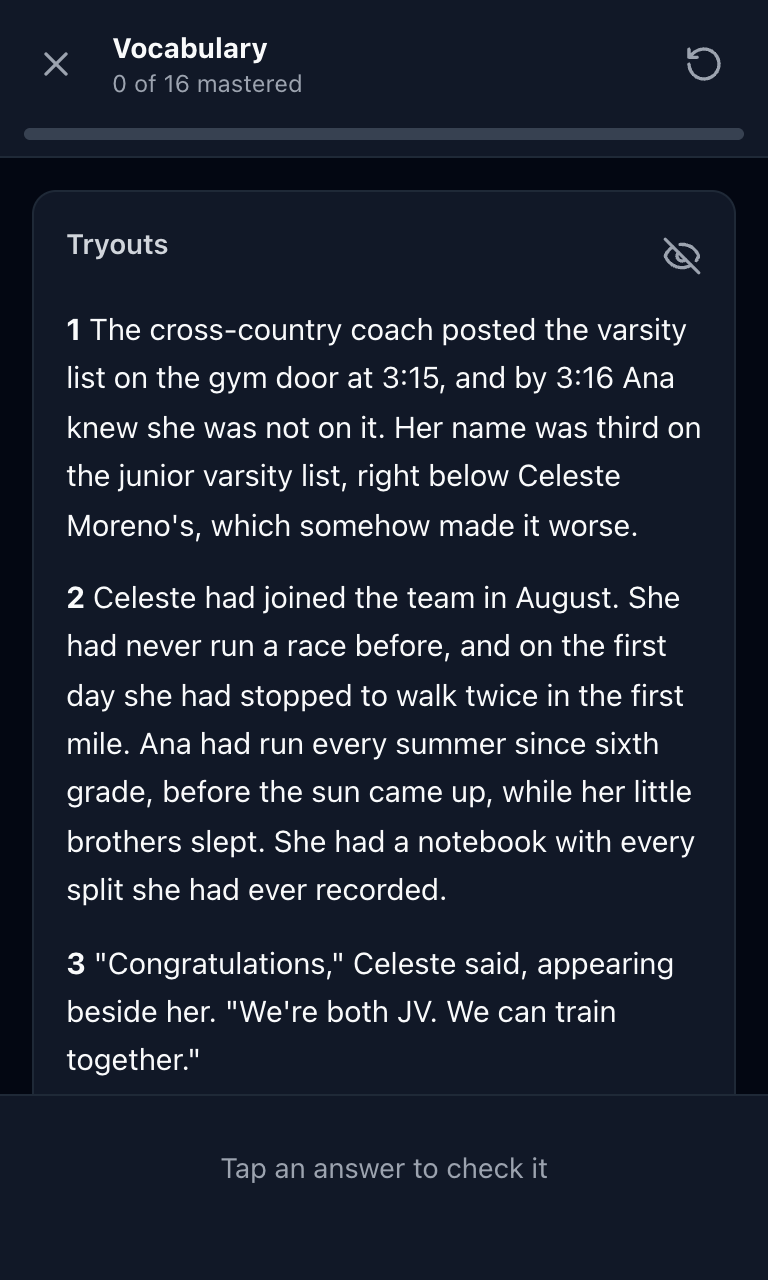 Vocabulary
0 of 16 mastered
Tryouts
1 The cross-country coach posted the varsity
list on the gym door at 3:15, and by 3:16 Ana
knew she was not on it. Her name was third on
the junior varsity list, right below Celeste
Moreno's, which somehow made it worse.
2 Celeste had joined the team in August. She
had never run a race before, and on the first
day she had stopped to walk twice in the first
mile. Ana had run every summer since sixth
grade, before the sun came up, while her little
brothers slept. She had a notebook with every
split she had ever recorded.
3 "Congratulations," Celeste said, appearing
beside her. "We're both JV. We can train
together."
Tap an answer to check it